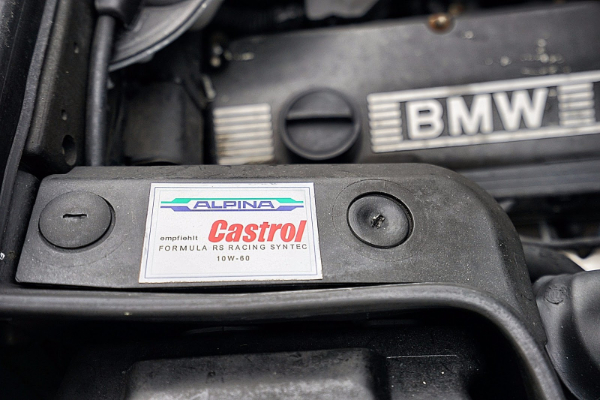 BMW
ALPINA
empfiehlt Castrol
FORMULA RS RACING SYNTEC
10W-60